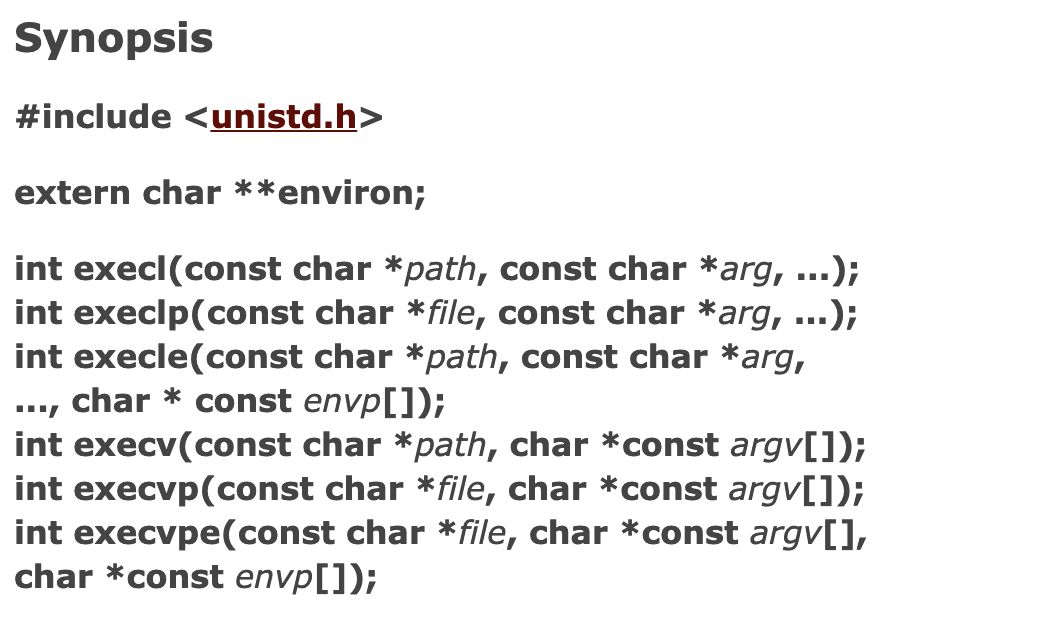 Synopsis
#include <unistd.h>
extern char **environ;
int execl(const char *path, const char *arg, ...);
int execlp(const char *file, const char *arg, ...);
int execle(const char *path, const char *arg,
..., char * const envp[]);
int execv(const char *path, char *const argv[]);
int execvp(const char *file, char *const argv[]);
int execvpe(const char *file, char *const argv[],
char *const envp[]);